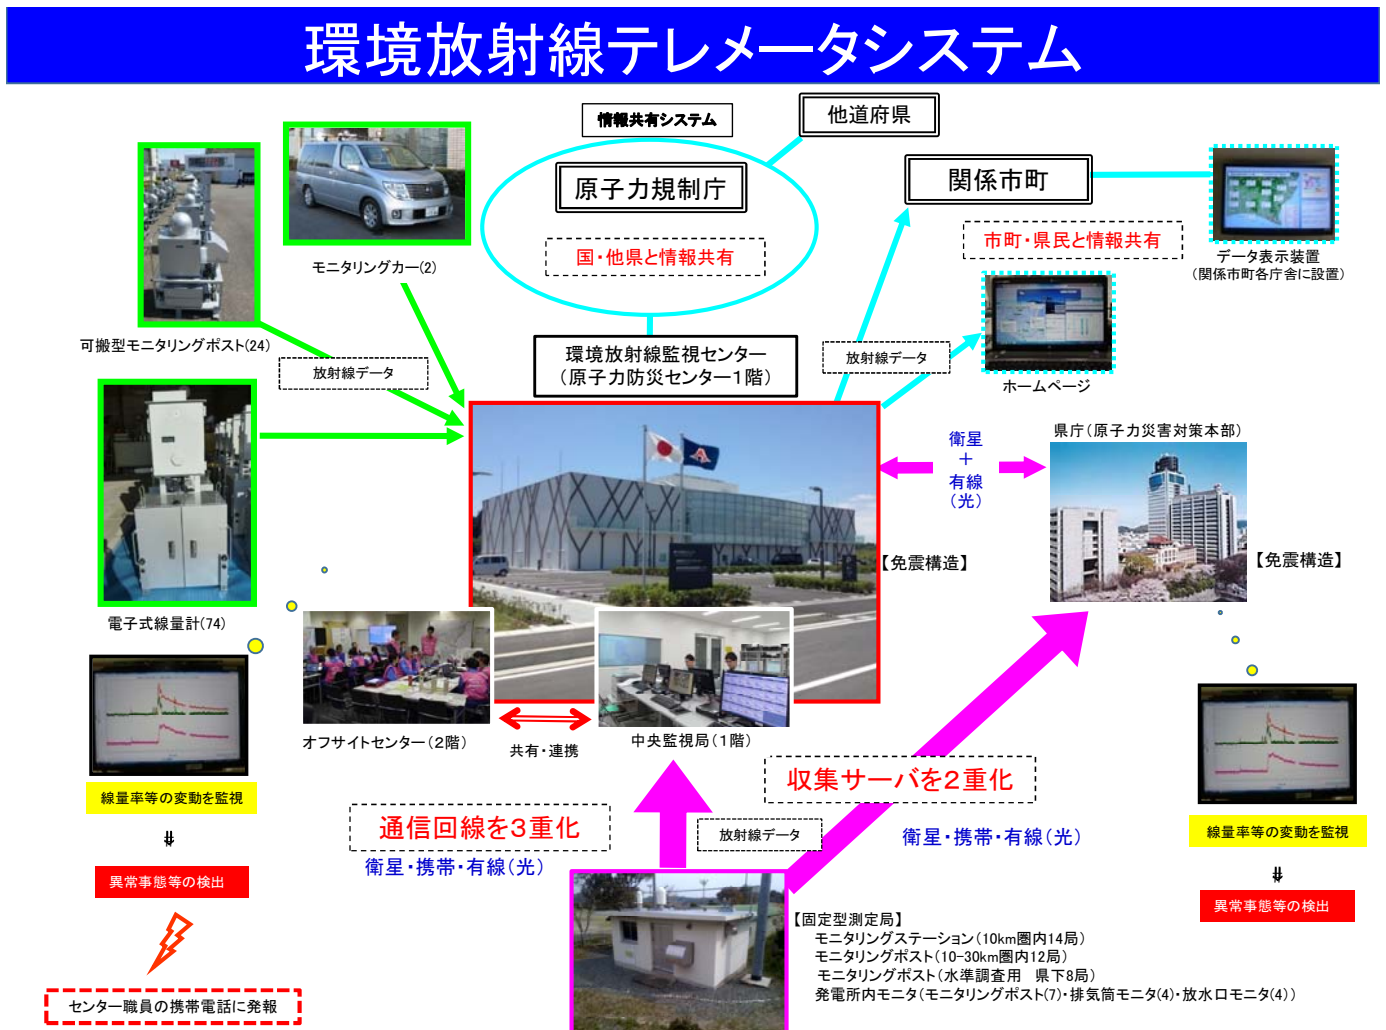 環境放射線テレメータシステム
情報共有システム
他道府県
原子力規制庁
関係市町
国・他県と情報共有
市町・県民と情報共有
データ表示装置
(関係市町各庁舎に設置)
モニタリングカー(2)
可搬型モニタリングポスト(24)
放射線データ
環境放射線監視センター
(原子力防災センター1階)
放射線データ
ホームページ
県庁(原子力災害対策本部)
衛星
+
有線
(光)
【免震構造】
【免震構造】
電子式線量計(74)
オフサイトセンター(2階)
共有・連携
中央監視局(1階)
線量率等の変動を監視
⇓
異常事態等の検出
センター職員の携帯電話に発報
通信回線を3重化
衛星・携帯・有線(光)
放射線データ
収集サーバを2重化
衛星・携帯・有線(光)
線量率等の変動を監視
⇓
異常事態等の検出
【固定型測定局】
モニタリングステーション(10km圏内14局)
モニタリングポスト(10-30km圏内12局)
モニタリングポスト(水準調査用 県下8局)
発電所内モニタ(モニタリングポスト(7)・排気筒モニタ(4)・放水口モニタ(4))